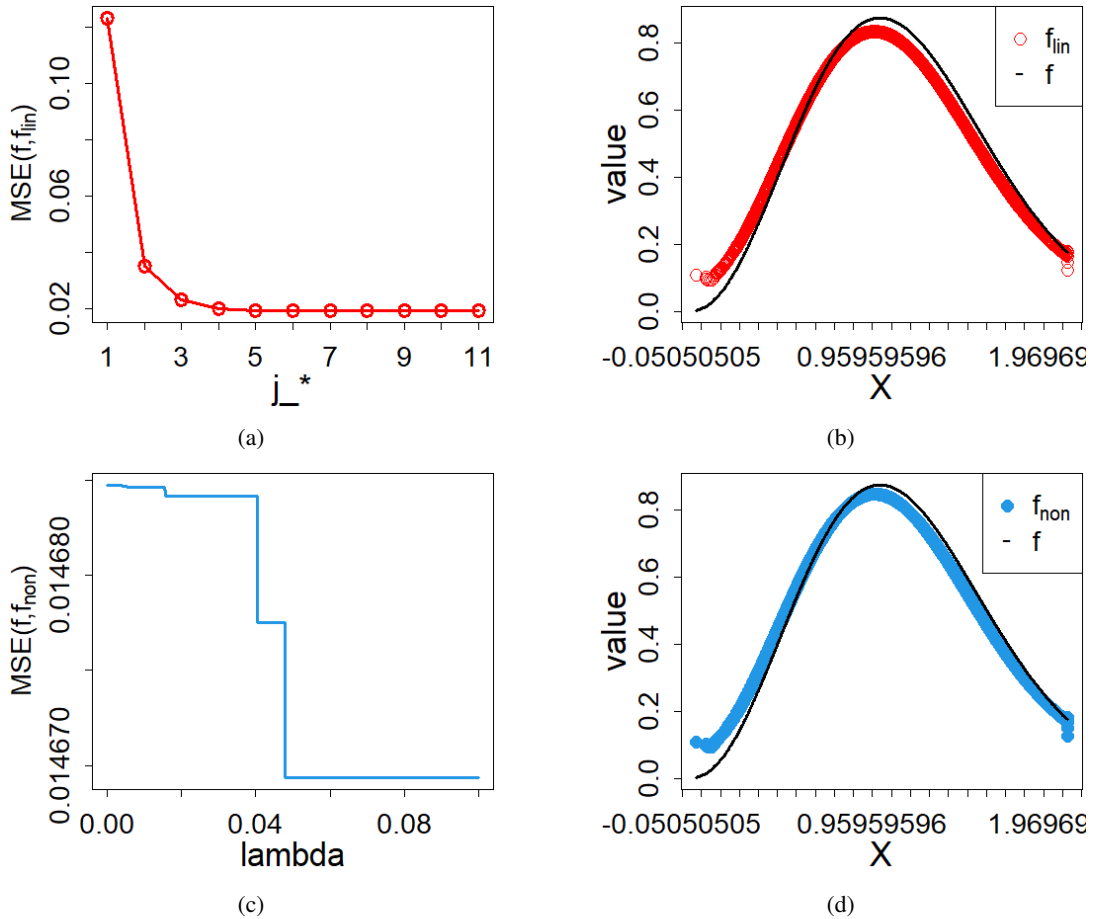 MSE(f,f_lin)
0.10
0.06
0.02
1 3 5 7 9 11
j_*
(a)
value
0.8
0.6
0.4
0.2
0.0
f_lin
f
-0.05050505 0.95959596 1.96969
X
(b)
MSE(f,f_non)
0.014680
0.014670
0.00 0.04 0.08
lambda
(c)
value
0.8
0.6
0.4
0.2
0.0
f_non
f
-0.05050505 0.95959596 1.96969
X
(d)